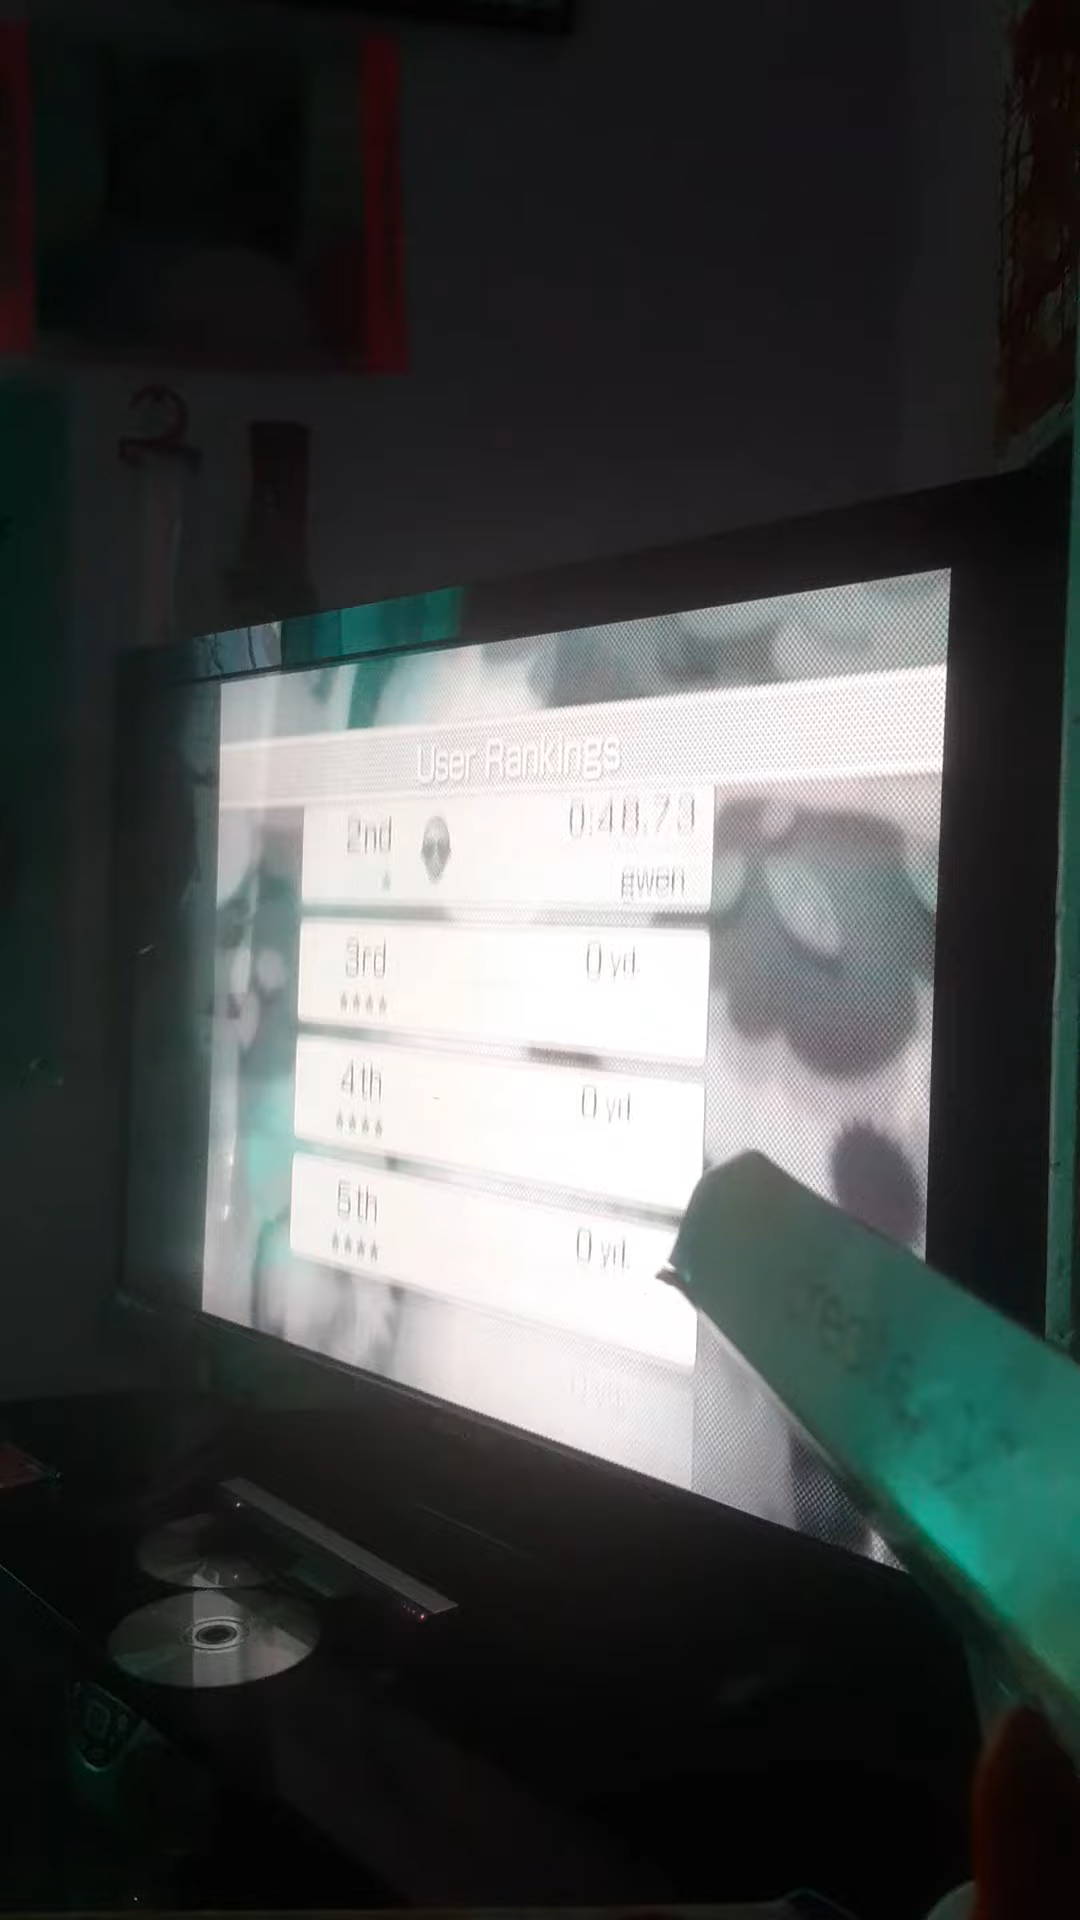 User Rankings
2nd
0:48.73
gwen
3rd
0 yd.
4th
0 yd.
5th
0 yd.